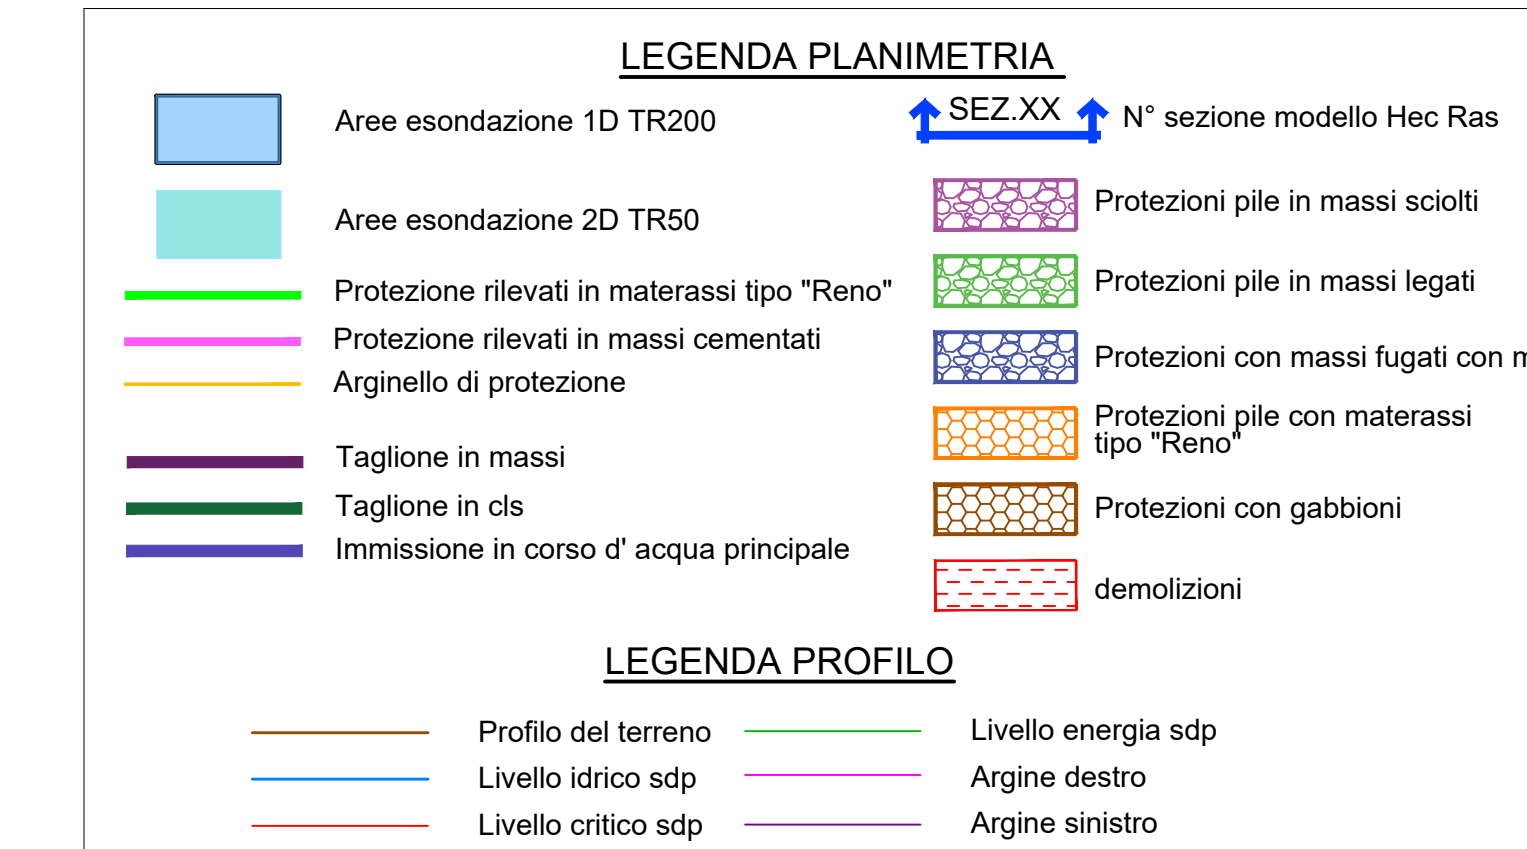 LEGENDA PLANIMETRIA
Aree esondazione 1D TR200
Aree esondazione 2D TR50
Protezione rilevati in materassi tipo "Reno"
Protezione rilevati in massi cementati
Arginello di protezione
Taglione in massi
Taglione in cls
Immissione in corso d' acqua principale
SEZ.XX
N° sezione modello Hec Ras
Protezioni pile in massi sciolti
Protezioni pile in massi legati
Protezioni con massi fugati con
Protezioni pile con materassi
tipo "Reno"
Protezioni con gabbioni
demolizioni
LEGENDA PROFILO
Profilo del terreno
Livello idrico sdp
Livello critico sdp
Livello energia sdp
Argine destro
Argine sinistro